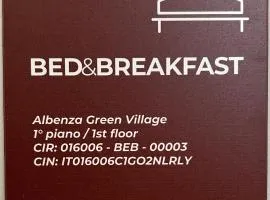 BED&BREAKFAST
Albenza Green Village
1° piano / 1st floor
CIR: 016006 - BEB - 00003
CIN: IT016006C1GO2NLRLY